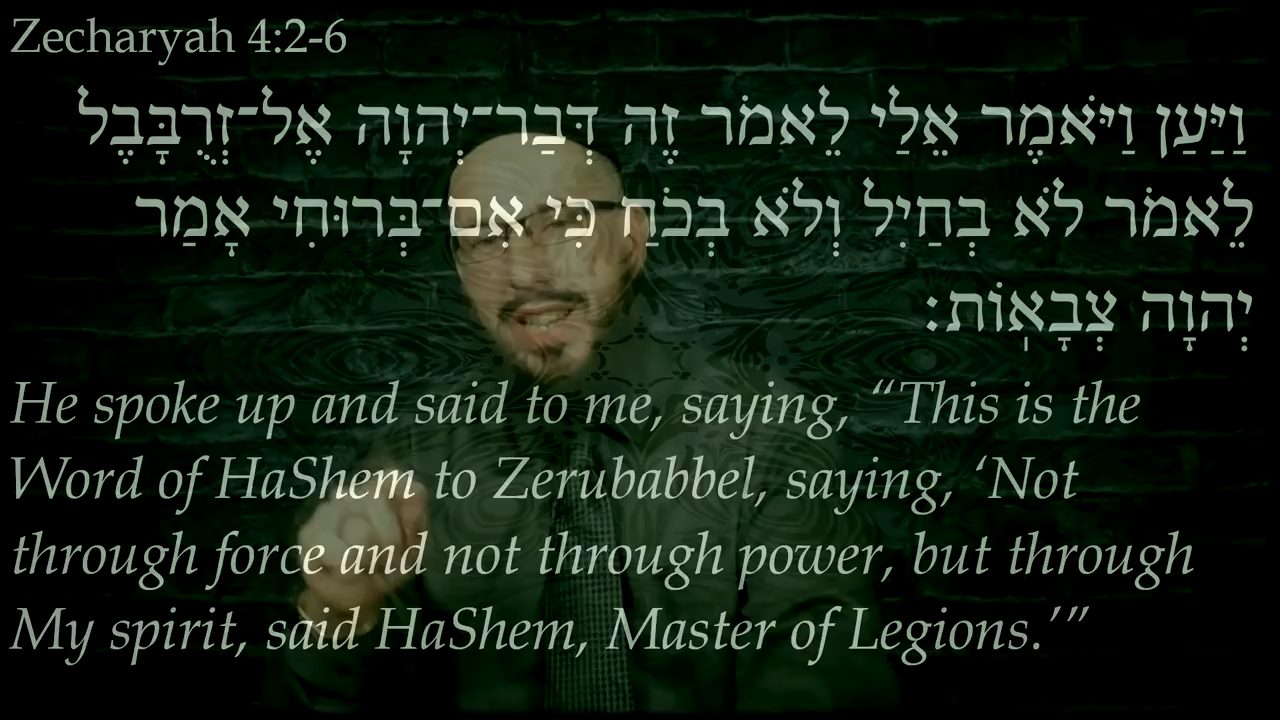 Zecharyah 4:2-6
וַיַּעַן וַיֹּאמֶר אֵלַי לֵאמֹר זֶה דְּבַר־יְהוָה אֶל־זְרֻבָּבֶל
לֵאמֹר לֹא בְחַיִל וְלֹא בְכֹחַ כִּי אִם־בְּרוּחִי אָמַר
יְהוָה צְבָאֽוֹת׃
He spoke up and said to me, saying, “This is the
Word of HaShem to Zerubabbel, saying, ‘Not
through force and not through power, but through
My spirit, said HaShem, Master of Legions.’”